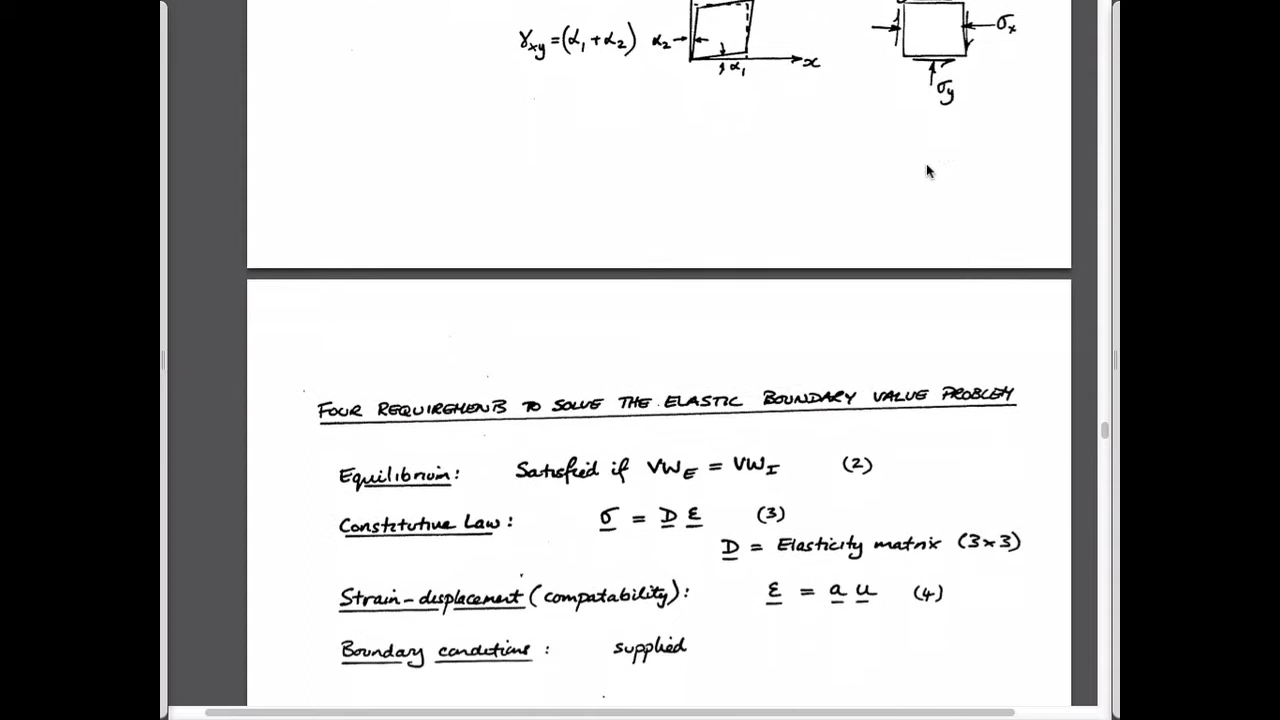 γxy = (α1 + α2)
α2
α1
x
σx
σy
FOUR REQUIREMENTS TO SOLVE THE ELASTIC BOUNDARY VALUE PROBLEM
Equilibrium: Satisfied if VWE = VWI (2)
Constitutive Law: σ = D ε (3)
D = Elasticity matrix (3×3)
Strain-displacement (compatability): ε = a u (4)
Boundary conditions: supplied